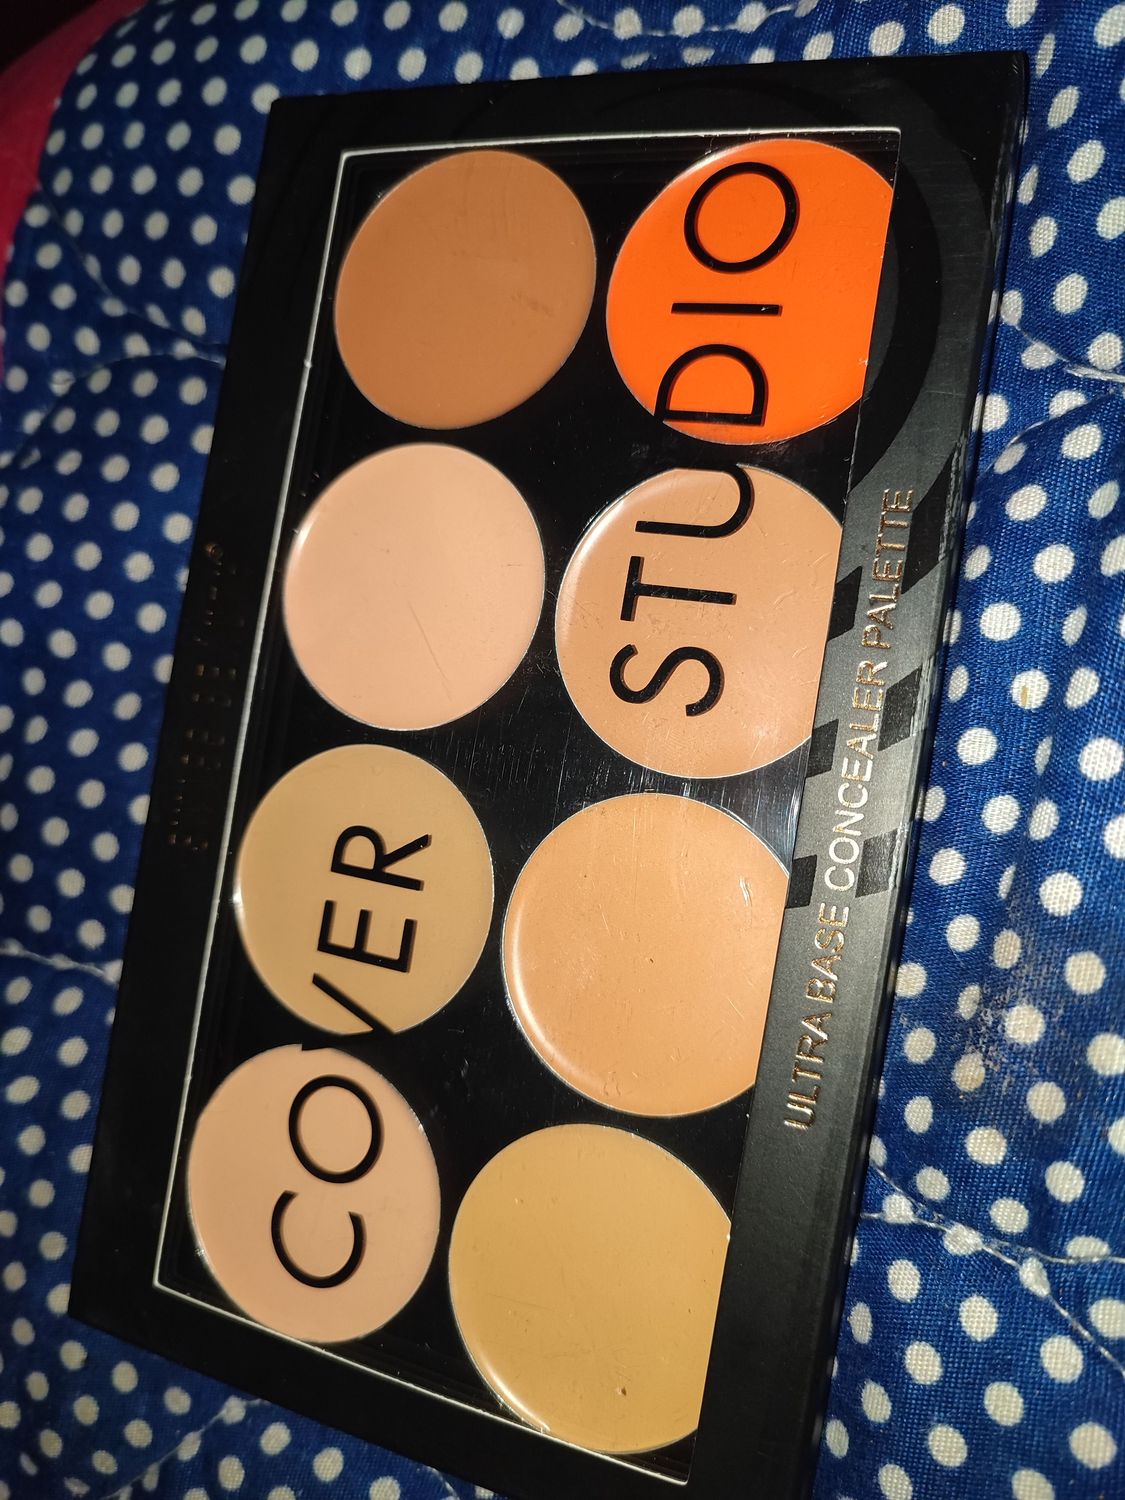 COVER
STUDIO
ULTRA BASE CONCEALER PALETTE